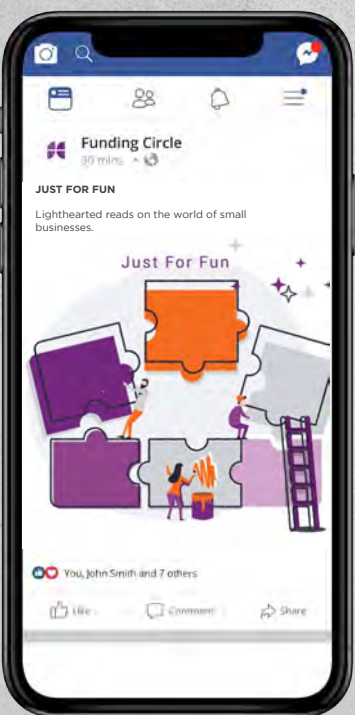 Funding Circle
30 mins
JUST FOR FUN
Lighthearted reads on the world of small
businesses.
Just For Fun
You, John Smith and 7 others
Like
Comment
Share